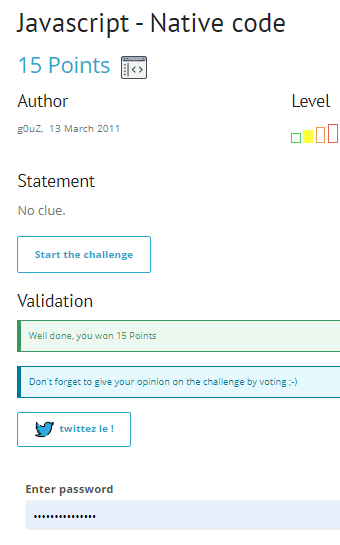 Javascript - Native code
15 Points
Author
Level
g0uZ, 13 March 2011
Statement
No clue.
Start the challenge
Validation
Well done, you won 15 Points
Don't forget to give your opinion on the challenge by voting ;-)
twittez le !
Enter password
•••••••••••••••